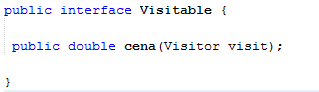 public interface Visitable {
public double cena(Visitor visit);
}